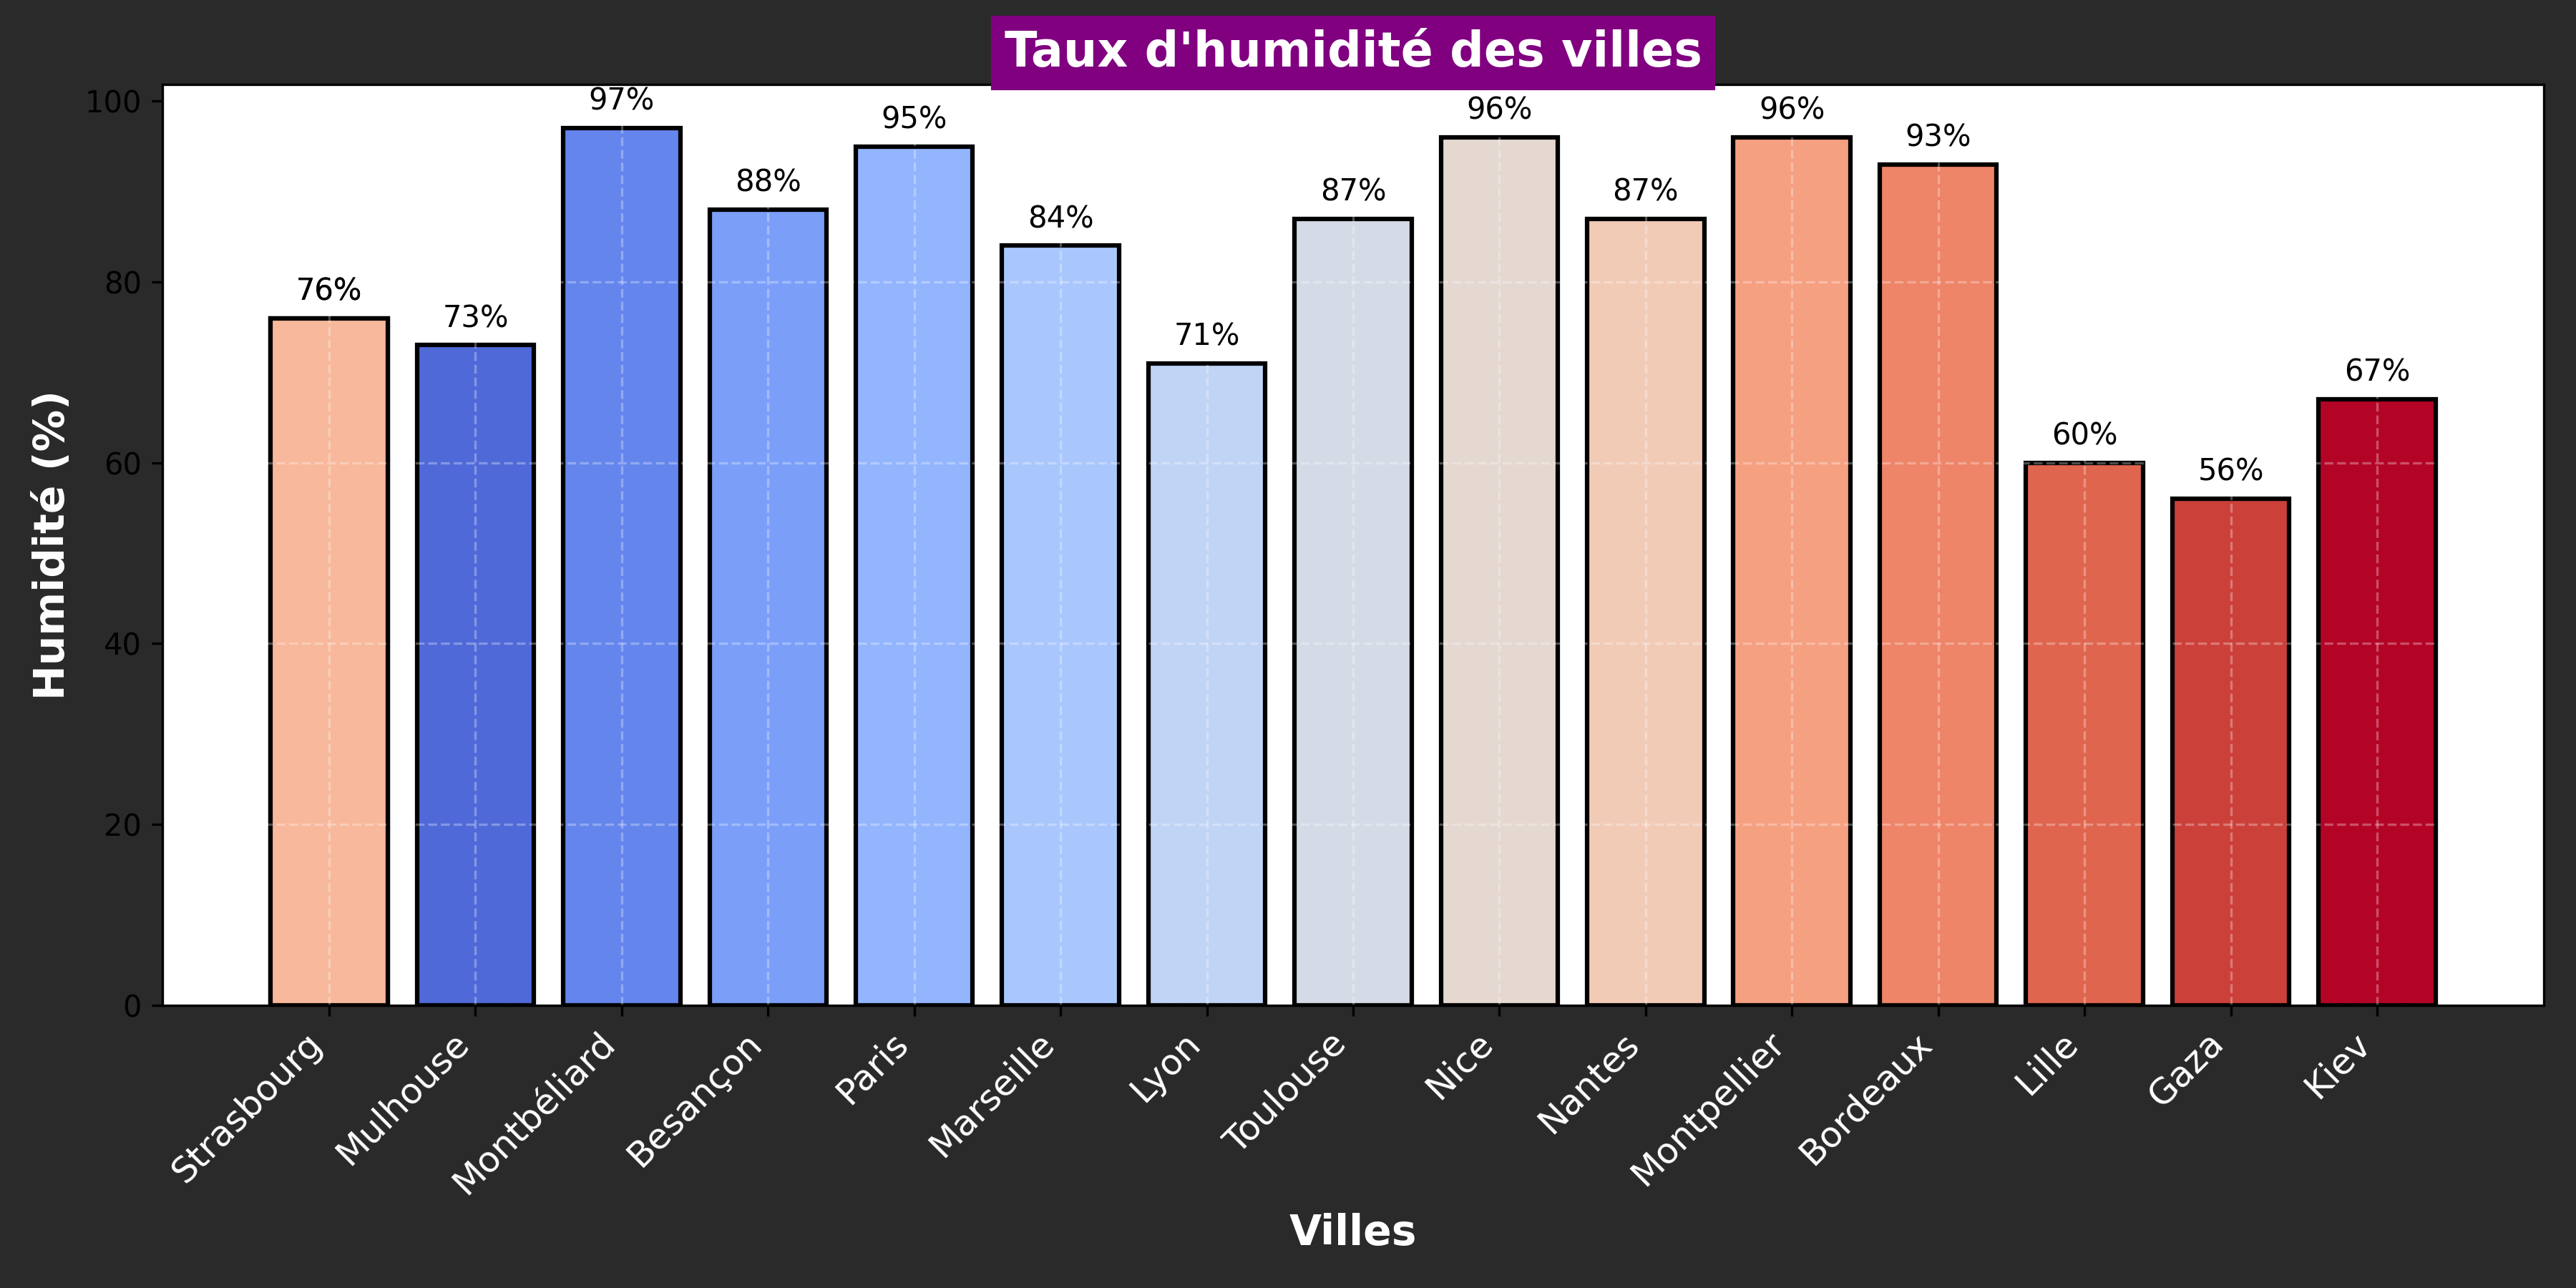 Taux d'humidité des villes
Humidité (%)
100
80
60
40
20
0
76%
73%
97%
88%
95%
84%
71%
87%
96%
87%
96%
93%
60%
56%
67%
Strasbourg
Mulhouse
Montbéliard
Besançon
Paris
Marseille
Lyon
Toulouse
Nice
Nantes
Montpellier
Bordeaux
Lille
Gaza
Kiev
Villes